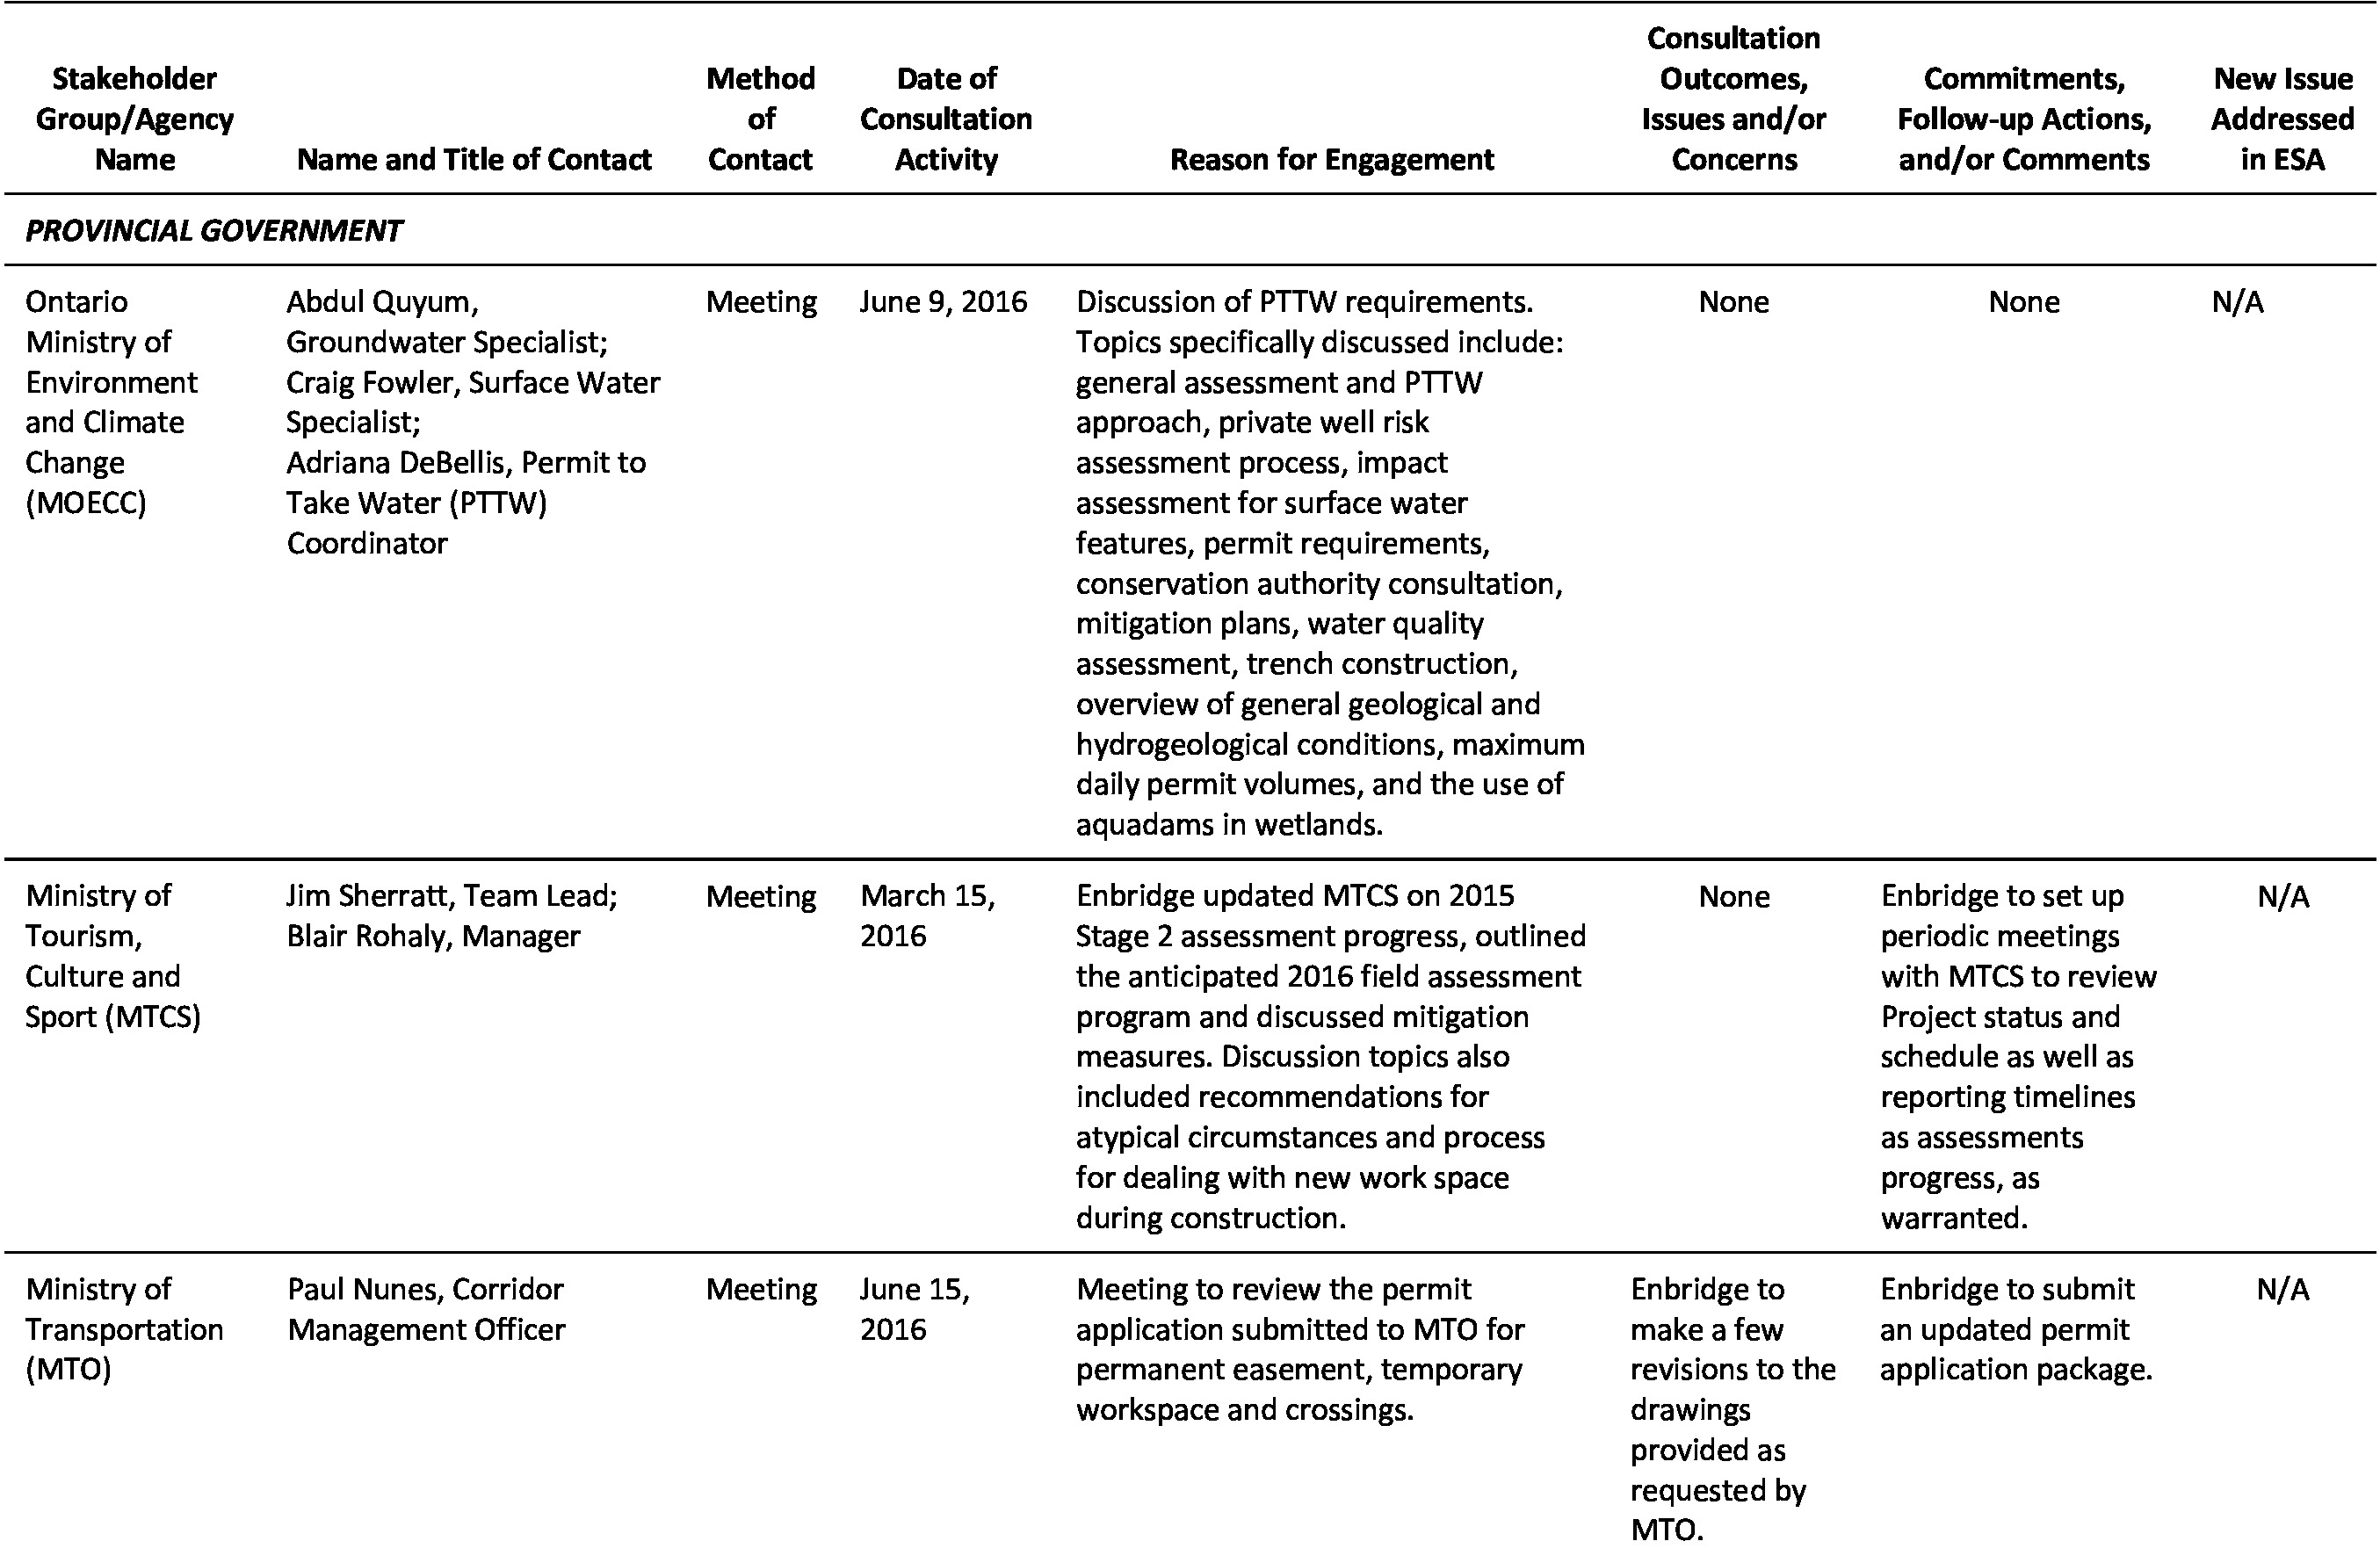 Stakeholder
Group/Agency
Name
Name and Title of Contact
Method
of
Contact
Date of
Consultation
Activity
Reason for Engagement
Consultation
Outcomes,
Issues and/or
Concerns
Commitments,
Follow-up Actions,
and/or Comments
New Issue
Addressed
in ESA
PROVINCIAL GOVERNMENT
Ontario
Ministry of
Environment
and Climate
Change
(MOECC)
Abdul Quyum,
Groundwater Specialist;
Craig Fowler, Surface Water
Specialist;
Adriana DeBellis, Permit to
Take Water (PTTW)
Coordinator
Meeting
June 9, 2016
Discussion of PTTW requirements.
Topics specifically discussed include:
general assessment and PTTW
approach, private well risk
assessment process, impact
assessment for surface water
features, permit requirements,
conservation authority consultation,
mitigation plans, water quality
assessment, trench construction,
overview of general geological and
hydrogeological conditions, maximum
daily permit volumes, and the use of
aquadams in wetlands.
None
None
N/A
Ministry of
Tourism,
Culture and
Sport (MTCS)
Jim Sherratt, Team Lead;
Blair Rohaly, Manager
Meeting
March 15,
2016
Enbridge updated MTCS on 2015
Stage 2 assessment progress, outlined
the anticipated 2016 field assessment
program and discussed mitigation
measures. Discussion topics also
included recommendations for
atypical circumstances and process
for dealing with new work space
during construction.
None
Enbridge to set up
periodic meetings
with MTCS to review
Project status and
schedule as well as
reporting timelines
as assessments
progress, as
warranted.
N/A
Ministry of
Transportation
(MTO)
Paul Nunes, Corridor
Management Officer
Meeting
June 15,
2016
Meeting to review the permit
application submitted to MTO for
permanent easement, temporary
workspace and crossings.
Enbridge to
make a few
revisions to the
drawings
provided as
requested by
MTO.
Enbridge to submit
an updated permit
application package.
N/A